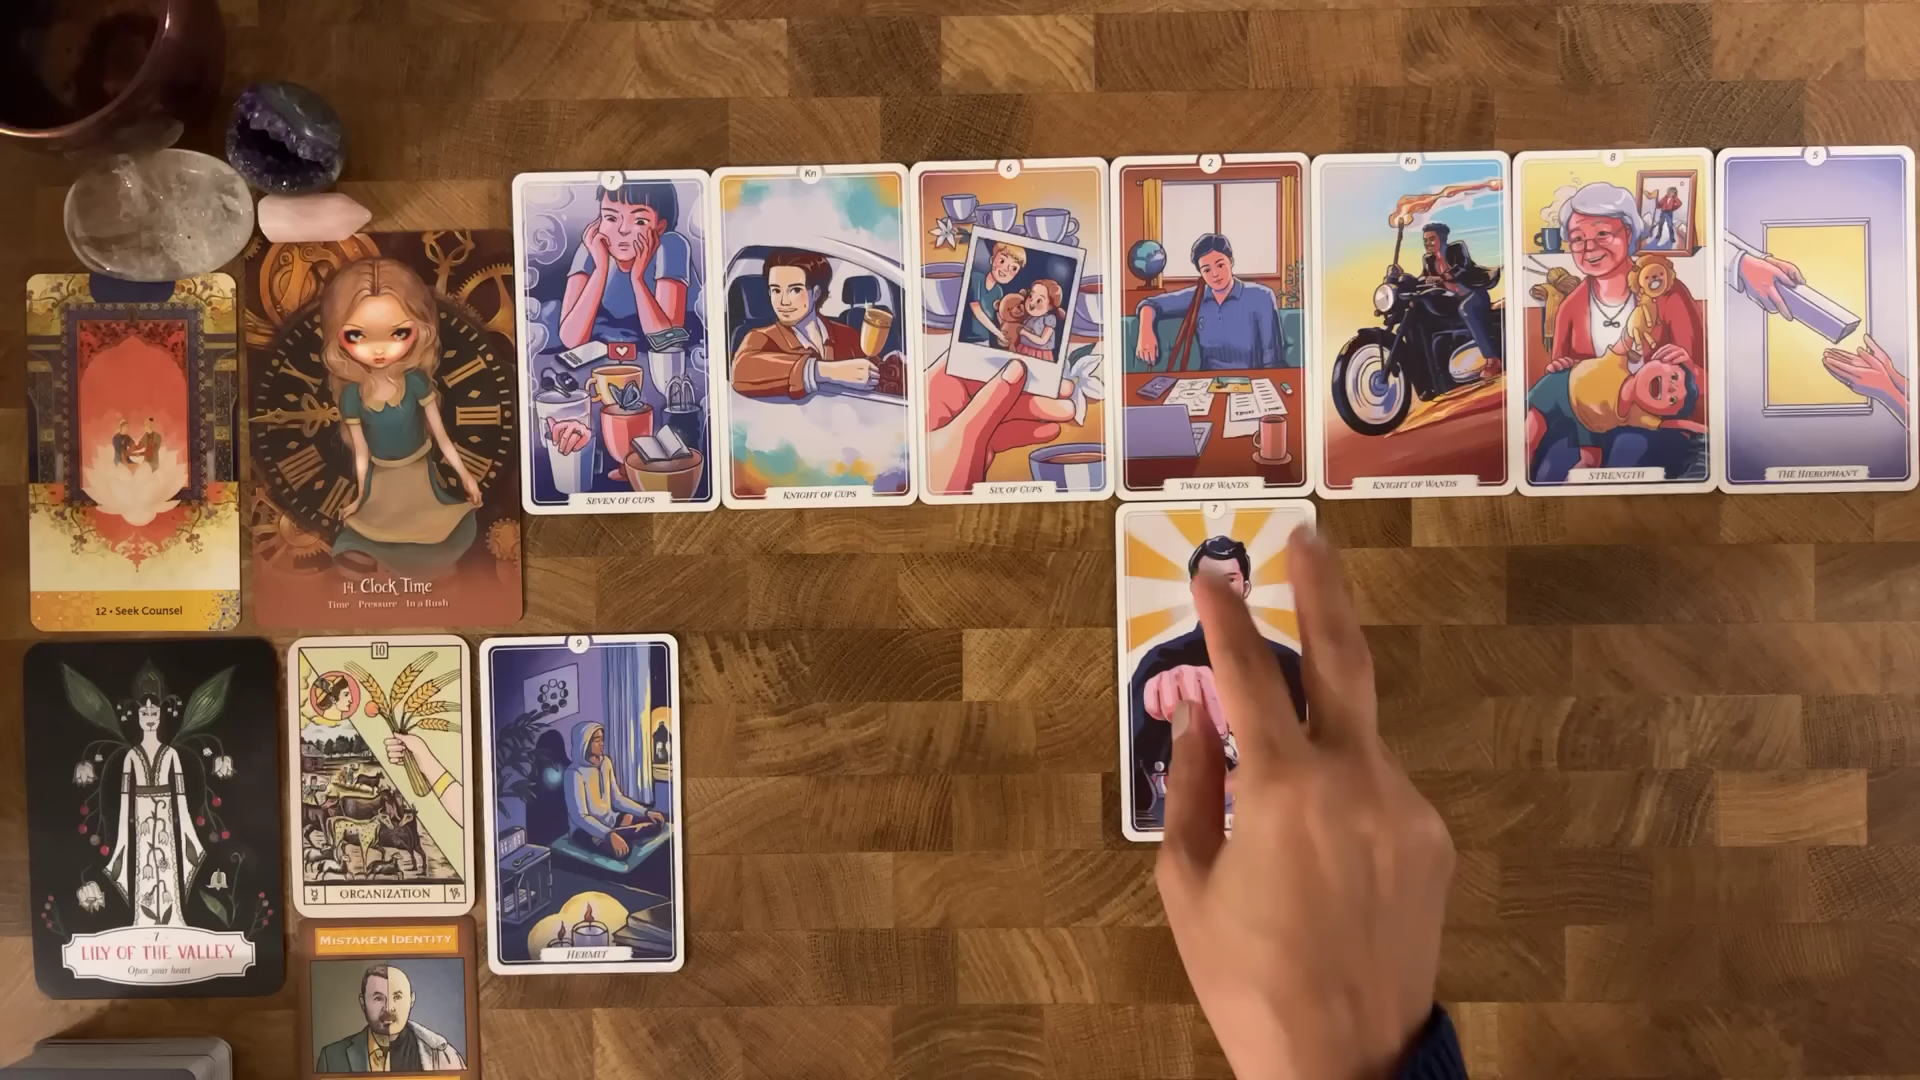 7
SEVEN OF CUPS
Kn
KNIGHT OF CUPS
6
SIX OF CUPS
2
TWO OF WANDS
Kn
KNIGHT OF WANDS
8
STRENGTH
5
THE HIEROPHANT
12 • Seek Counsel
14. Clock Time
Time - Pressure - In a Rush
7
7
LILY OF THE VALLEY
Open your heart
10
ORGANIZATION
MISTAKEN IDENTITY
9
HERMIT